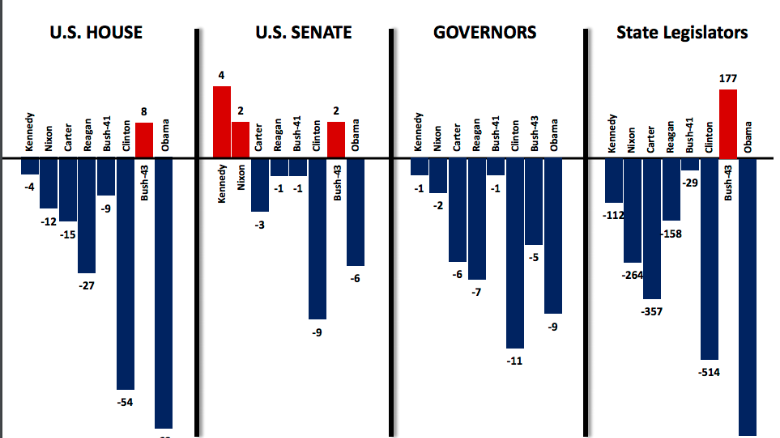 U.S. HOUSE
Kennedy
Nixon
Carter
Reagan
Bush-41
Clinton
8
Bush-43
Obama
-4
-12
-15
-27
-9
-54
U.S. SENATE
4
Kennedy
2
Nixon
Carter
Reagan
Bush-41
Clinton
2
Bush-43
Obama
-3
-1
-1
-9
-6
GOVERNORS
Kennedy
Nixon
Carter
Reagan
Bush-41
Clinton
Bush-43
Obama
-1
-2
-6
-7
-1
-11
-5
-9
State Legislators
Kennedy
Nixon
Carter
Reagan
Bush-41
Clinton
177
Bush-43
Obama
-112
-264
-357
-158
-29
-514